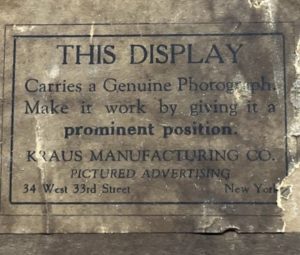 THIS DISPLAY
Carries a Genuine Photograph.
Make it work by giving it a
prominent position.
KRAUS MANUFACTURING CO.
PICTURED ADVERTISING
34 West 33rd Street New York